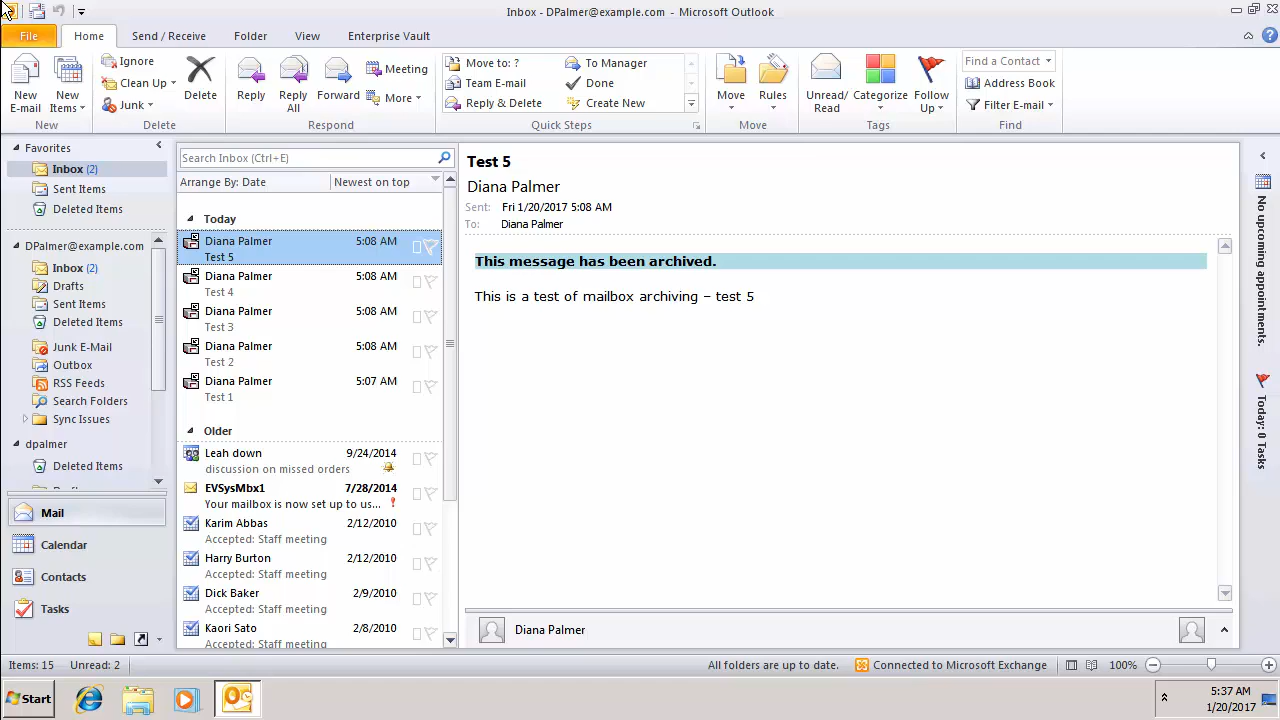 Inbox - DPalmer@example.com - Microsoft Outlook
File Home Send / Receive Folder View Enterprise Vault
New E-mail
New Items
Ignore
Clean Up
Junk
Delete
Reply
Reply All
Forward
Meeting
More
Move to: ?
Team E-mail
Reply & Delete
To Manager
Done
Create New
Move
Rules
Unread/ Read
Categorize
Follow Up
Find a Contact
Address Book
Filter E-mail
New Delete Respond Quick Steps Move Tags Find
Favorites
Inbox (2)
Sent Items
Deleted Items
DPalmer@example.com
Inbox (2)
Drafts
Sent Items
Deleted Items
Junk E-Mail
Outbox
RSS Feeds
Search Folders
Sync Issues
dpalmer
Deleted Items
Mail
Calendar
Contacts
Tasks
Search Inbox (Ctrl+E)
Arrange By: Date Newest on top
Today
Diana Palmer 5:08 AM
Test 5
Diana Palmer 5:08 AM
Test 4
Diana Palmer 5:08 AM
Test 3
Diana Palmer 5:08 AM
Test 2
Diana Palmer 5:07 AM
Test 1
Older
Leah down 9/24/2014
discussion on missed orders
EVSysMbx1 7/28/2014
Your mailbox is now set up to us...
Karim Abbas 2/12/2010
Accepted: Staff meeting
Harry Burton 2/12/2010
Accepted: Staff meeting
Dick Baker 2/9/2010
Accepted: Staff meeting
Kaori Sato 2/8/2010
Accepted: Staff meeting
Test 5
Diana Palmer
Sent: Fri 1/20/2017 5:08 AM
To: Diana Palmer
This message has been archived.
This is a test of mailbox archiving – test 5
Diana Palmer
No upcoming appointments.
Today: 0 Tasks
Items: 15 Unread: 2 All folders are up to date. Connected to Microsoft Exchange 100%
Start
5:37 AM
1/20/2017